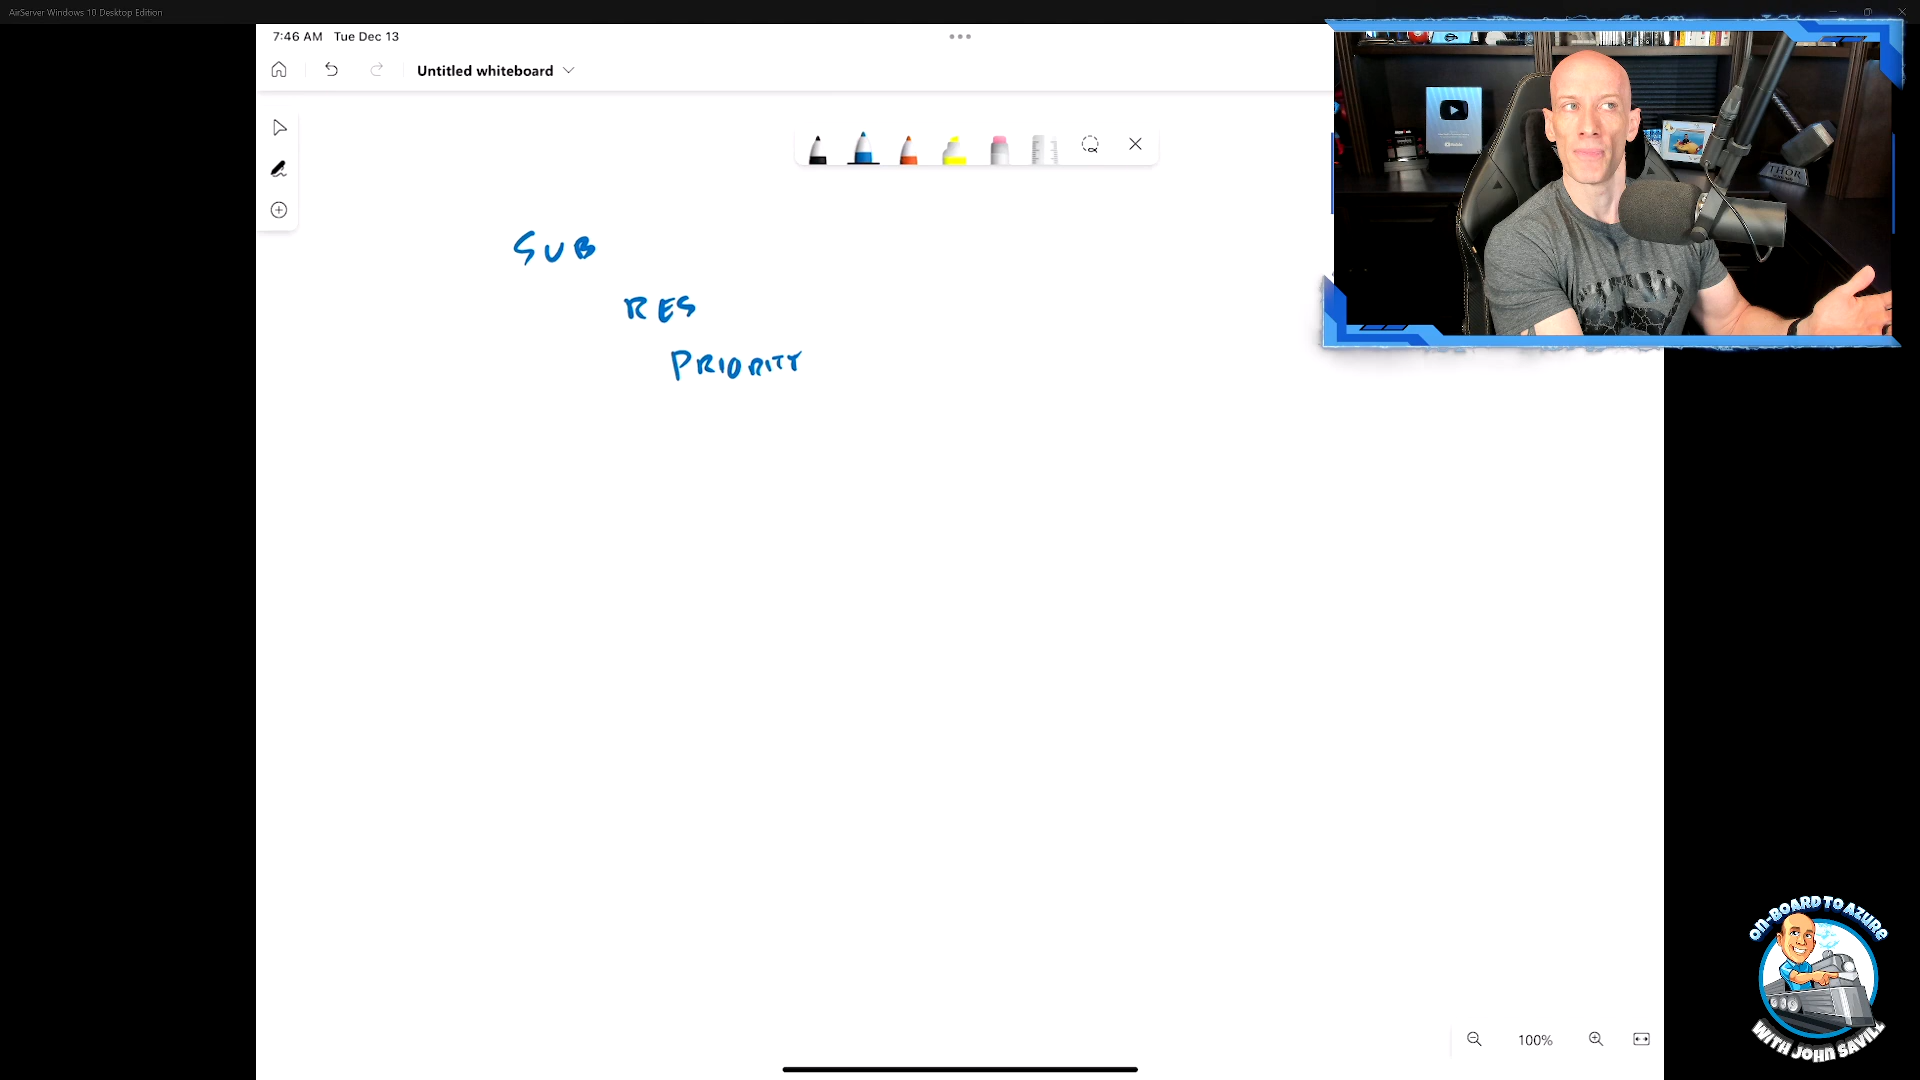 AirServer Windows 10 Desktop Edition
7:46 AM Tue Dec 13
Untitled whiteboard
SUB
RES
PRIORITY
THOR
100%
ON-BOARD TO AZURE
WITH JOHN SAVILL